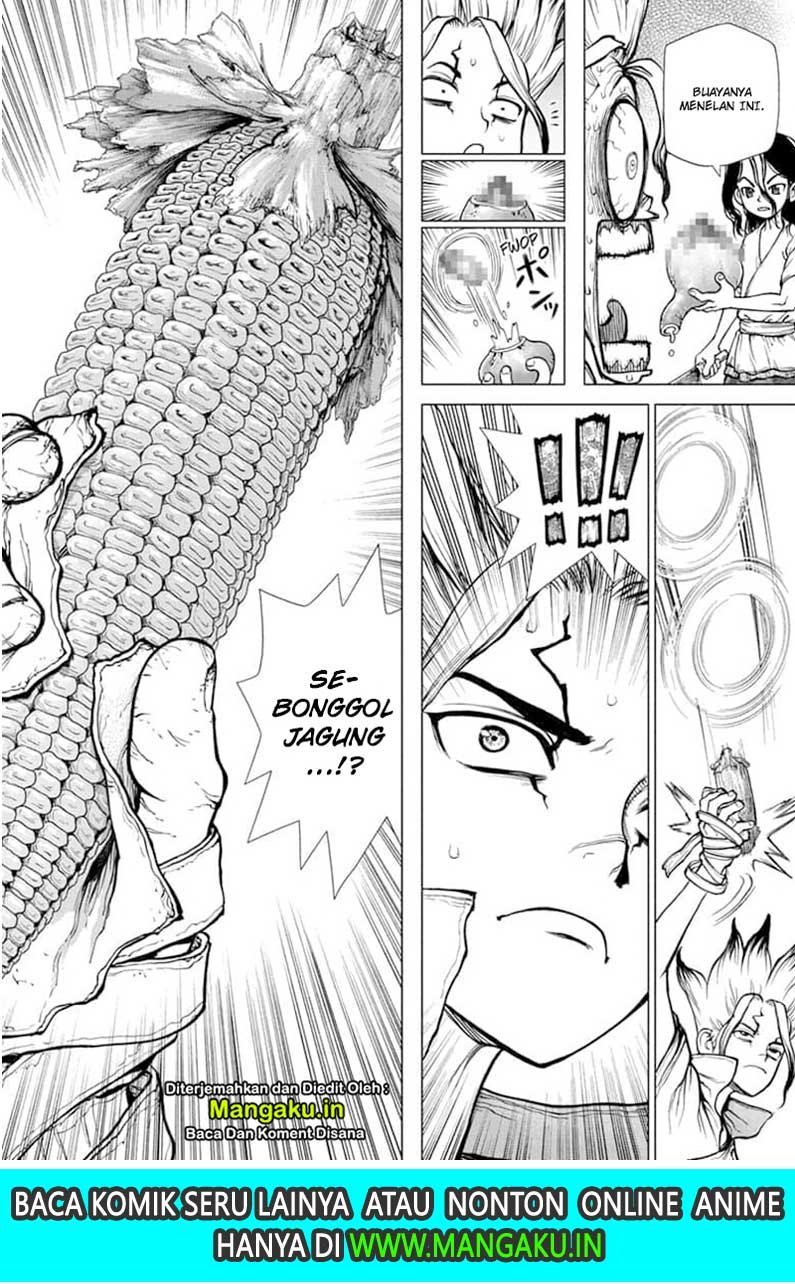 BUAYANYA
MENELAN INI.
FWOP
ポンッ
!!!
SE-
BONGGOL
JAGUNG
...!?
Diterjemahkan dan Diedit Oleh :
Mangaku.in
Baca Dan Koment Disana
BACA KOMIK SERU LAINYA ATAU NONTON ONLINE ANIME
HANYA DI WWW.MANGAKU.IN